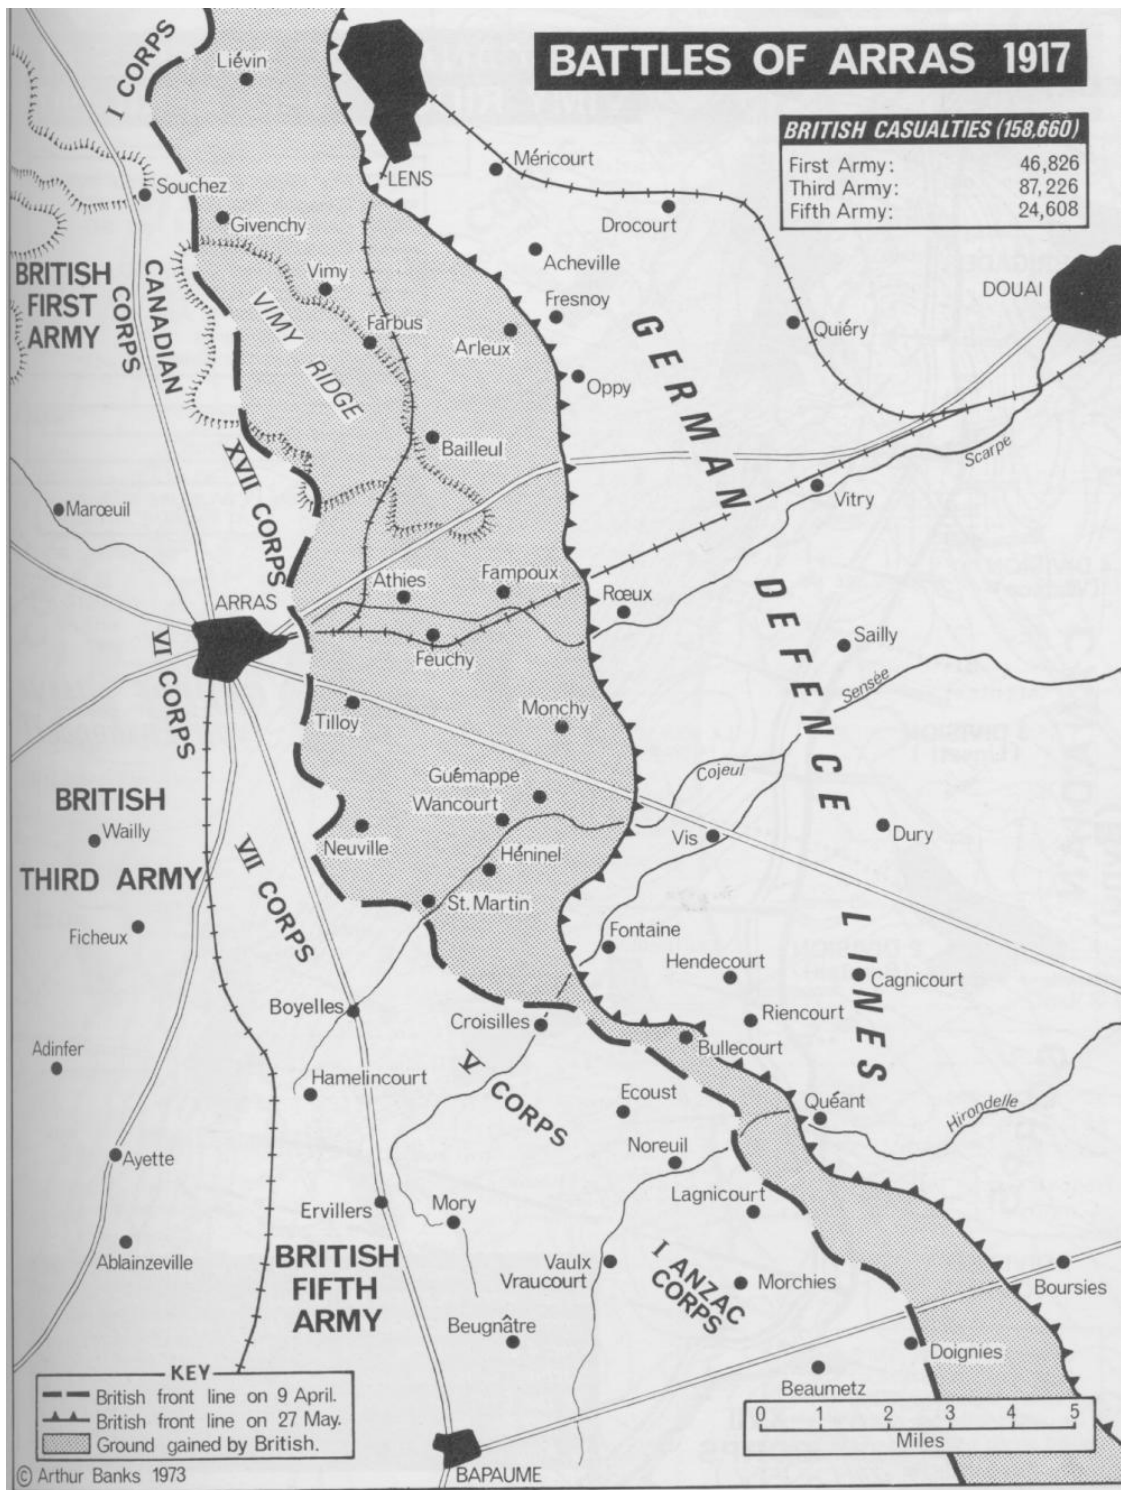 BATTLES OF ARRAS 1917
BRITISH CASUALTIES (158,660)
First Army: 46,826
Third Army: 87,226
Fifth Army: 24,608
I CORPS
Liévin
LENS
Méricourt
Souchez
Givenchy
Drocourt
Acheville
BRITISH
FIRST
ARMY
CANADIAN
CORPS
Vimy
VIMY RIDGE
Farbus
Arleux
Fresnoy
Oppy
GERMAN
DOUAI
Quiéry
Bailleul
Scarpe
XVII CORPS
Vitry
Marœuil
ARRAS
Athies
Fampoux
Rœux
DEFENCE
Feuchy
Sailly
Sensée
VI CORPS
Tilloy
Monchy
Cojeul
BRITISH
Wailly
THIRD ARMY
VII CORPS
Guémappe
Wancourt
Neuville
Héninel
Vis
Dury
St. Martin
Ficheux
Fontaine
LINES
Hendecourt
Cagnicourt
Boyelles
Croisilles
Riencourt
Bullecourt
Adinfer
Hamelincourt
V CORPS
Ecoust
Quéant
Hirondelle
Noreuil
Ayette
Lagnicourt
Ervillers
Mory
Ablainzeville
BRITISH
FIFTH
ARMY
Vaulx
Vraucourt
I ANZAC
CORPS
Morchies
Boursies
Beugnâtre
Doignies
Beaumetz
KEY
British front line on 9 April.
British front line on 27 May.
Ground gained by British.
0 1 2 3 4 5
Miles
© Arthur Banks 1973
BAPAUME